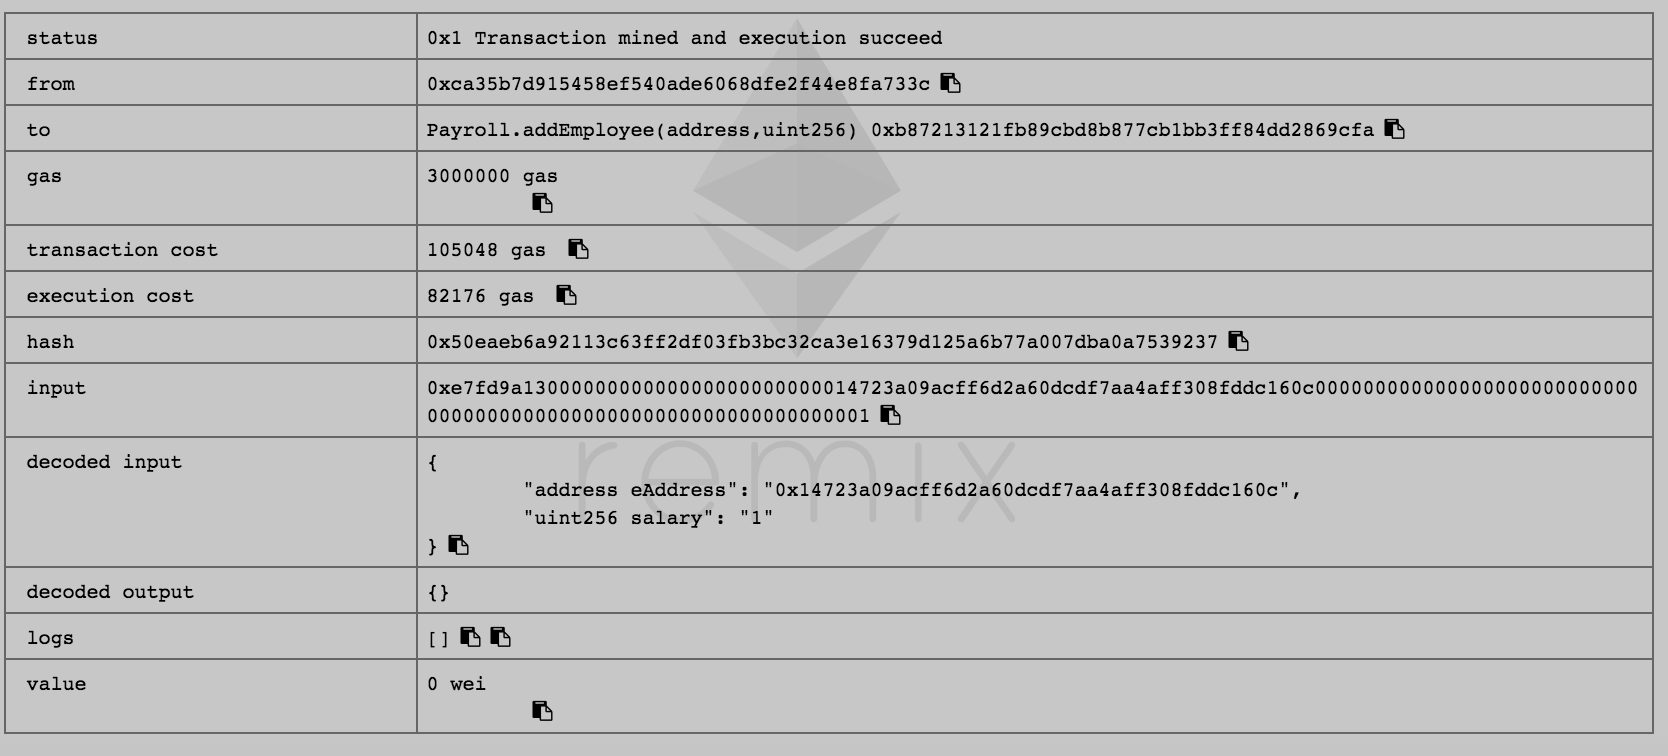 status 0x1 Transaction mined and execution succeed
from 0xca35b7d915458ef540ade6068dfe2f44e8fa733c
to Payroll.addEmployee(address,uint256) 0xb87213121fb89cbd8b877cb1bb3ff84dd2869cfa
gas 3000000 gas
transaction cost 105048 gas
execution cost 82176 gas
hash 0x50eaeb6a92113c63ff2df03fb3bc32ca3e16379d125a6b77a007dba0a7539237
input 0xe7fd9a1300000000000000000000000014723a09acff6d2a60dcdf7aa4aff308fddc160c000000000000000000000000000
0000000000000000000000000000000000001
decoded input {
"address eAddress": "0x14723a09acff6d2a60dcdf7aa4aff308fddc160c",
"uint256 salary": "1"
}
decoded output {}
logs []
value 0 wei
remix